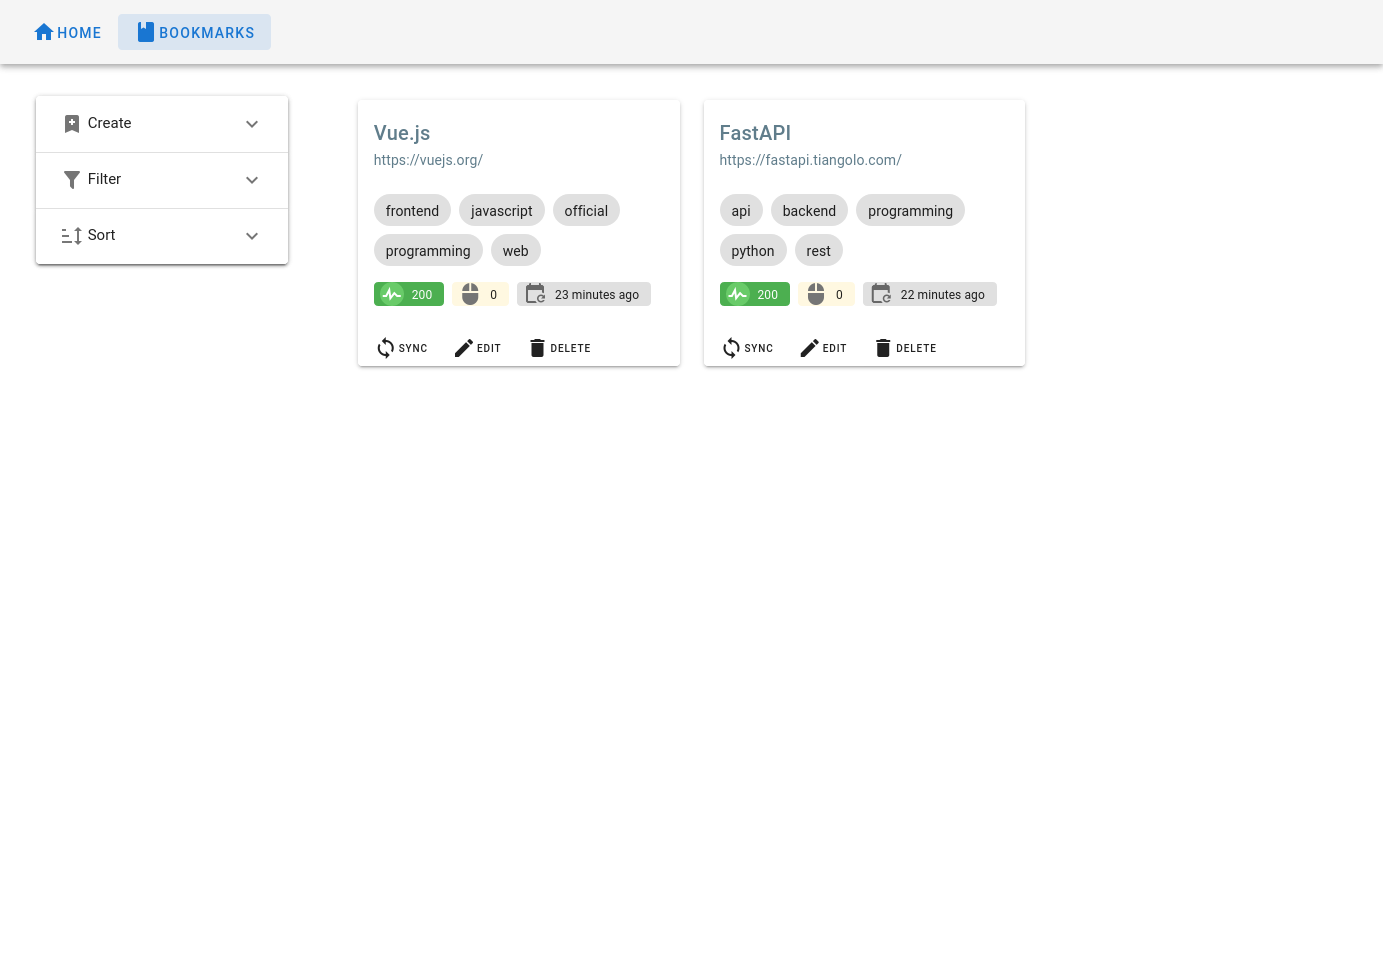 HOME BOOKMARKS
Create
Filter
Sort
Vue.js
https://vuejs.org/
frontend javascript official
programming web
200 0 23 minutes ago
SYNC EDIT DELETE
FastAPI
https://fastapi.tiangolo.com/
api backend programming
python rest
200 0 22 minutes ago
SYNC EDIT DELETE